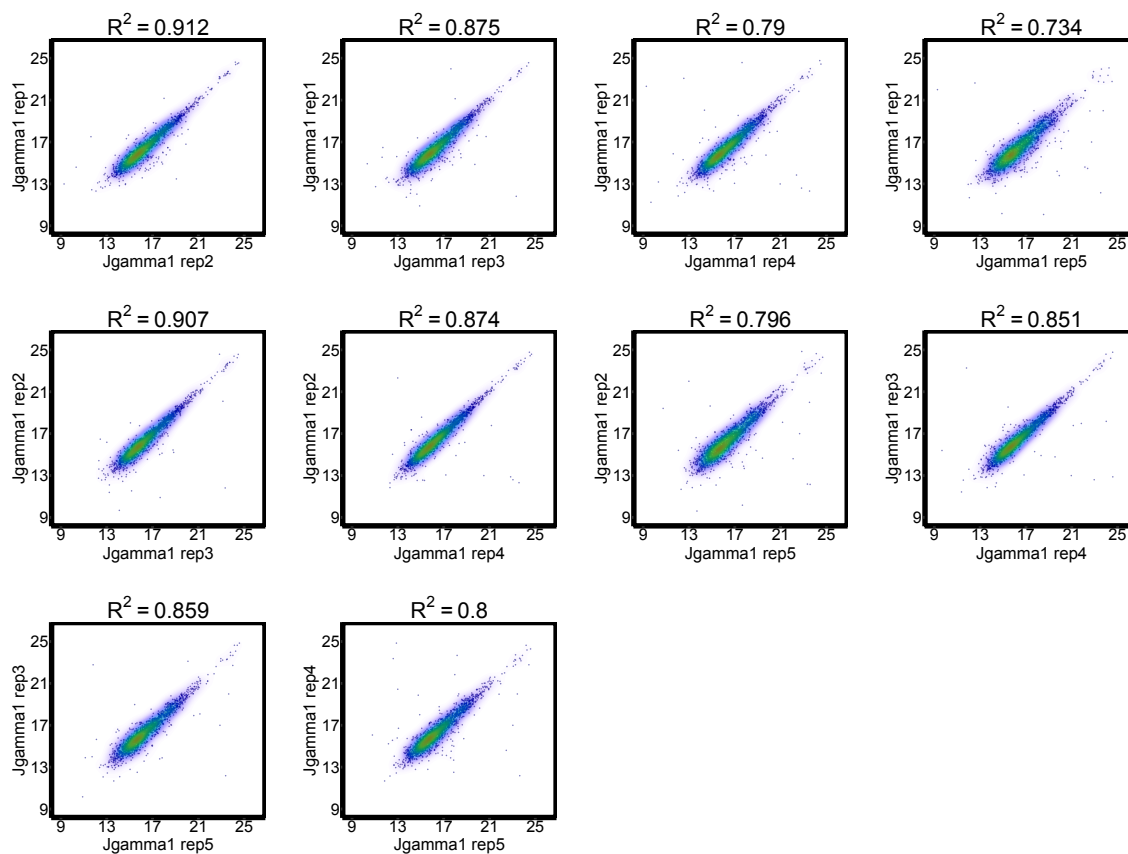 R² = 0.912
R² = 0.875
R² = 0.79
R² = 0.734
25
21
17
13
9
Jgamma1 rep1
9 13 17 21 25
Jgamma1 rep2
25
21
17
13
9
Jgamma1 rep1
9 13 17 21 25
Jgamma1 rep3
25
21
17
13
9
Jgamma1 rep1
9 13 17 21 25
Jgamma1 rep4
25
21
17
13
9
Jgamma1 rep1
9 13 17 21 25
Jgamma1 rep5
R² = 0.907
R² = 0.874
R² = 0.796
R² = 0.851
25
21
17
13
9
Jgamma1 rep2
9 13 17 21 25
Jgamma1 rep3
25
21
17
13
9
Jgamma1 rep2
9 13 17 21 25
Jgamma1 rep4
25
21
17
13
9
Jgamma1 rep2
9 13 17 21 25
Jgamma1 rep5
25
21
17
13
9
Jgamma1 rep3
9 13 17 21 25
Jgamma1 rep4
R² = 0.859
R² = 0.8
25
21
17
13
9
Jgamma1 rep3
9 13 17 21 25
Jgamma1 rep5
25
21
17
13
9
Jgamma1 rep4
9 13 17 21 25
Jgamma1 rep5